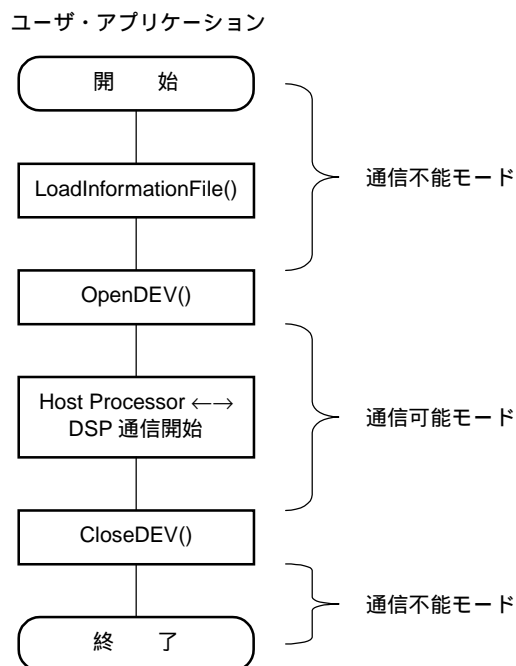 ユーザ・アプリケーション
開 始
LoadInformationFile()
通信不能モード
OpenDEV()
Host Processor ←→
DSP 通信開始
通信可能モード
CloseDEV()
通信不能モード
終 了